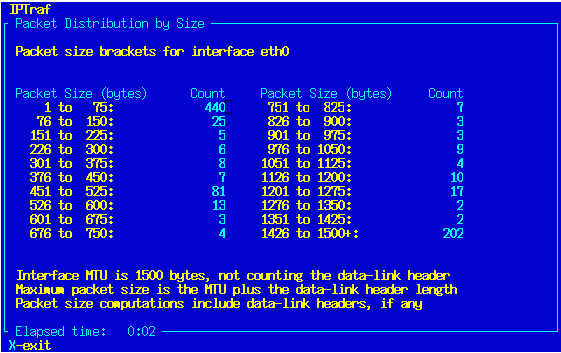 IPTraf
Packet Distribution by Size
Packet size brackets for interface eth0
Packet Size (bytes) Count Packet Size (bytes) Count
1 to 75: 440 751 to 825: 7
76 to 150: 25 826 to 900: 3
151 to 225: 5 901 to 975: 3
226 to 300: 6 976 to 1050: 9
301 to 375: 8 1051 to 1125: 4
376 to 450: 7 1126 to 1200: 10
451 to 525: 81 1201 to 1275: 17
526 to 600: 13 1276 to 1350: 2
601 to 675: 3 1351 to 1425: 2
676 to 750: 4 1426 to 1500+: 202
Interface MTU is 1500 bytes, not counting the data-link header
Maximum packet size is the MTU plus the data-link header length
Packet size computations include data-link headers, if any
Elapsed time: 0:02
X-exit